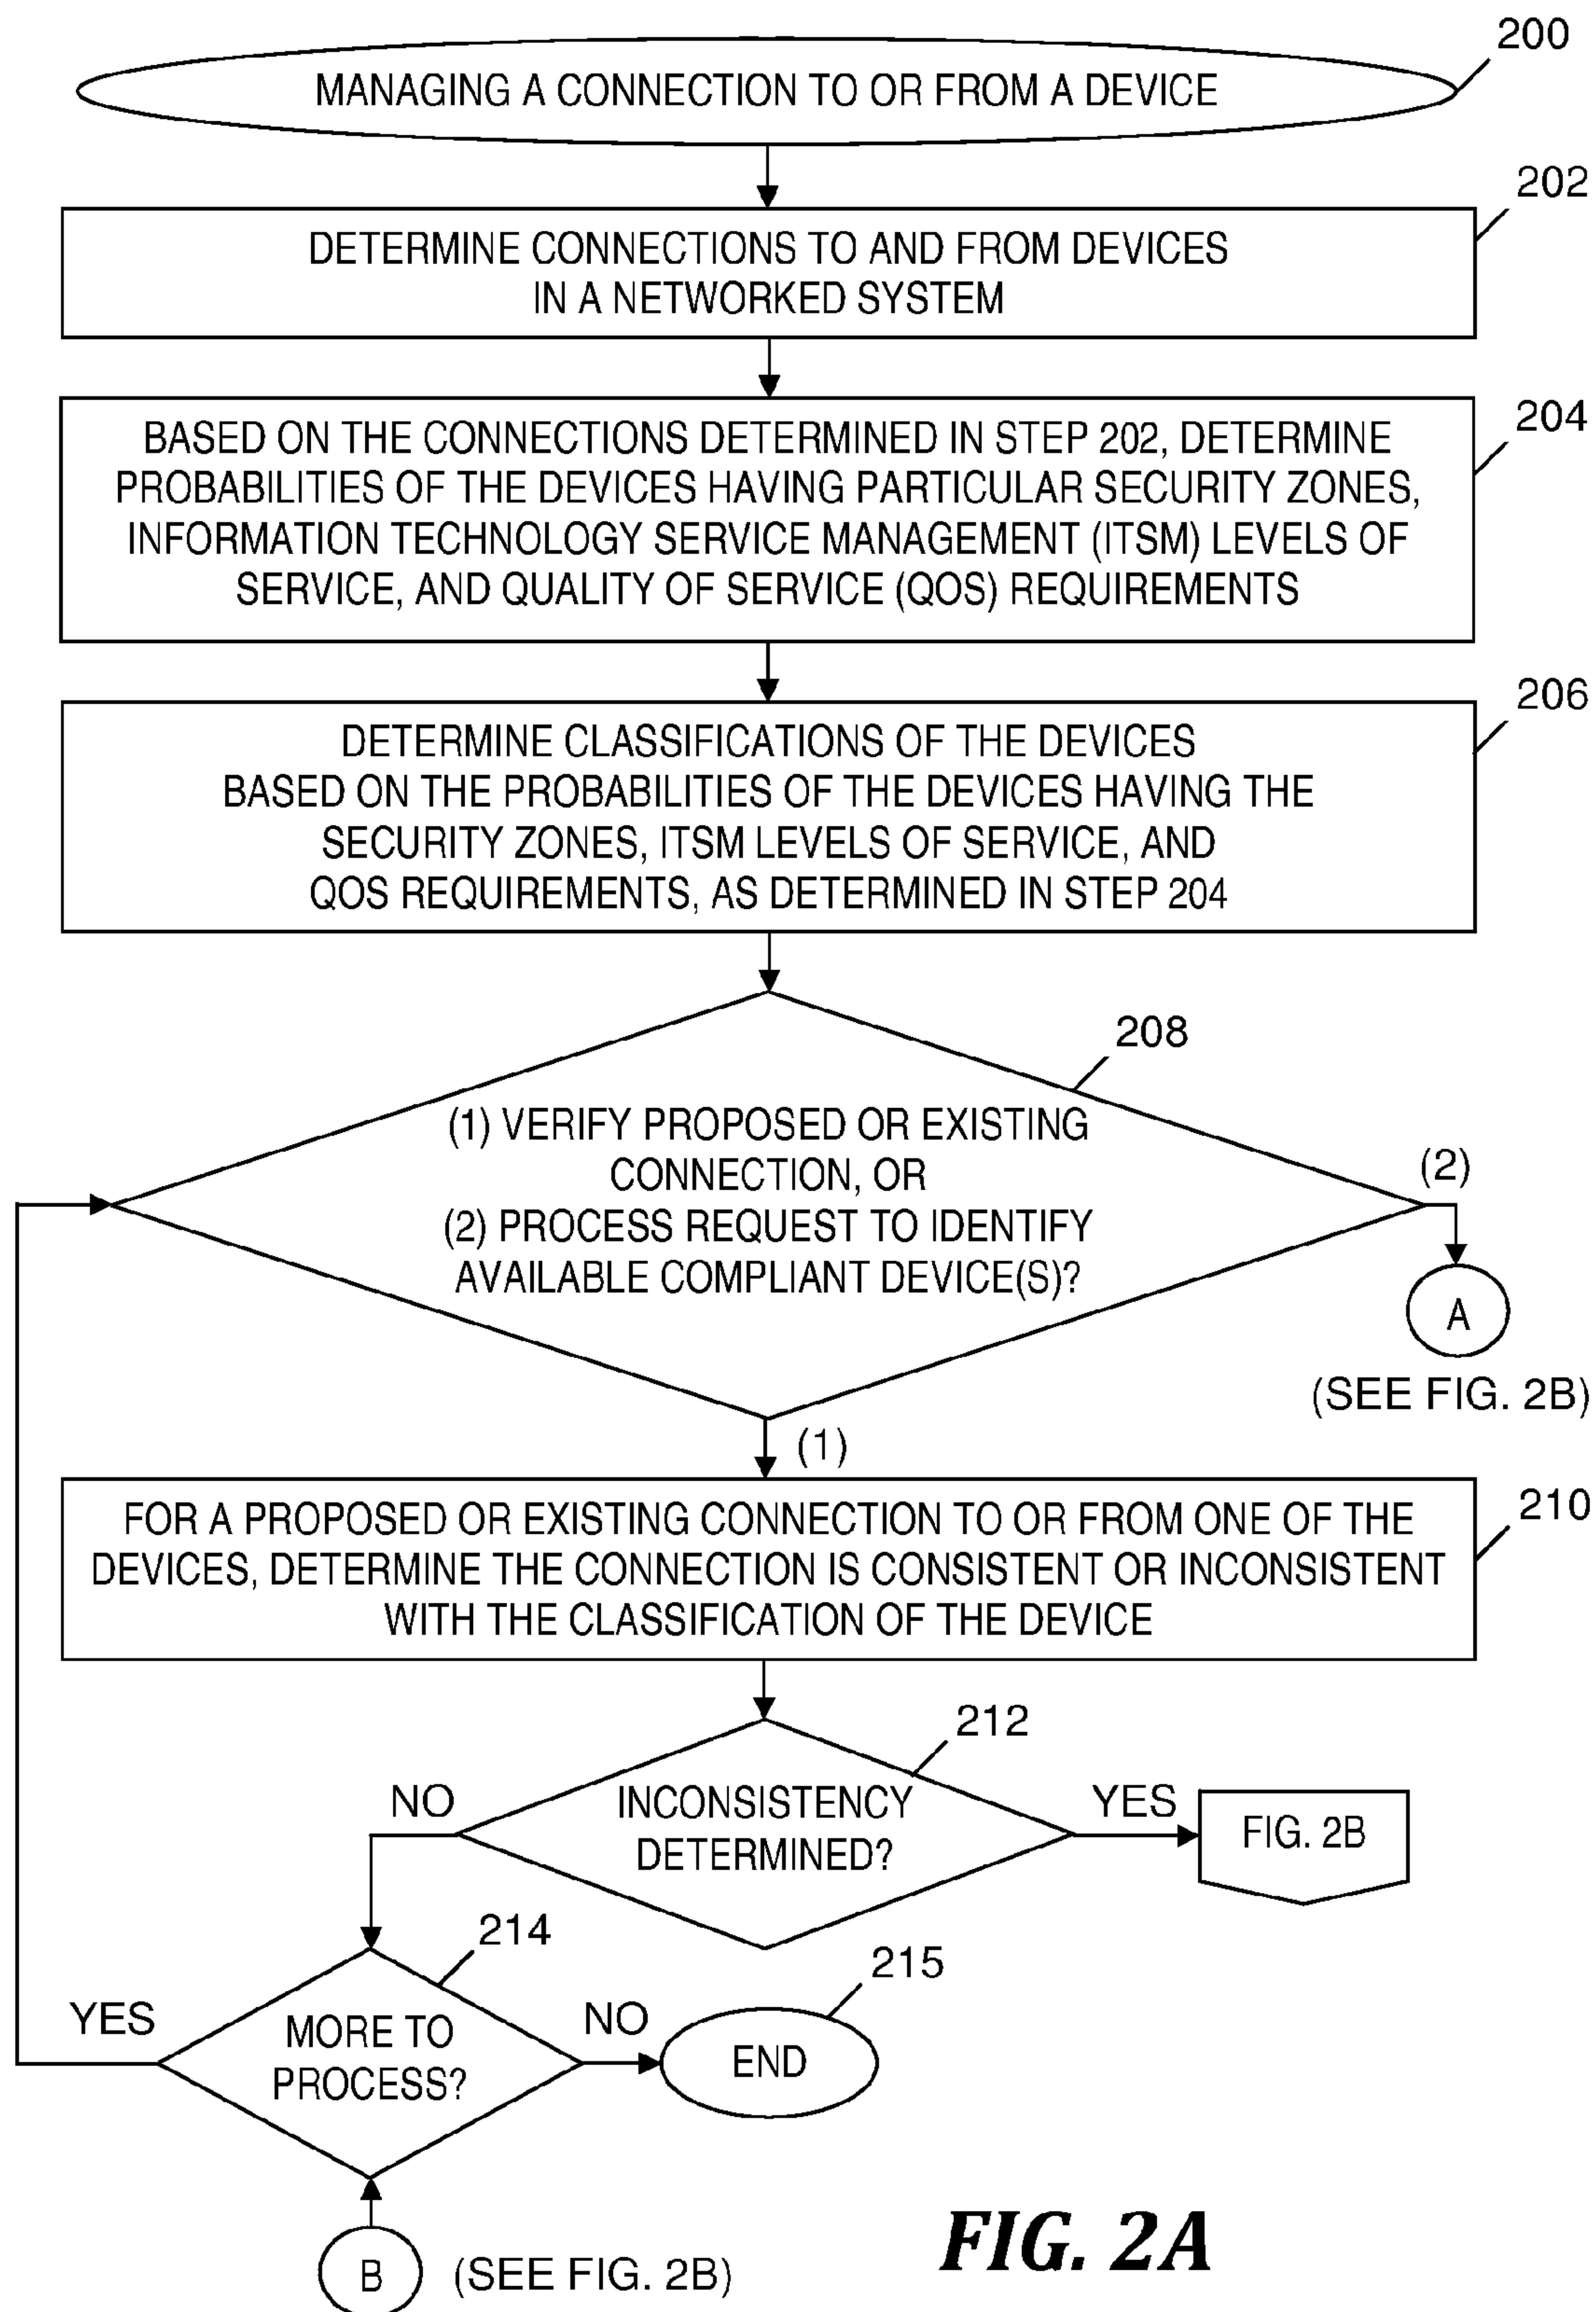 200
MANAGING A CONNECTION TO OR FROM A DEVICE
202
DETERMINE CONNECTIONS TO AND FROM DEVICES
IN A NETWORKED SYSTEM
204
BASED ON THE CONNECTIONS DETERMINED IN STEP 202, DETERMINE
PROBABILITIES OF THE DEVICES HAVING PARTICULAR SECURITY ZONES,
INFORMATION TECHNOLOGY SERVICE MANAGEMENT (ITSM) LEVELS OF
SERVICE, AND QUALITY OF SERVICE (QOS) REQUIREMENTS
206
DETERMINE CLASSIFICATIONS OF THE DEVICES
BASED ON THE PROBABILITIES OF THE DEVICES HAVING THE
SECURITY ZONES, ITSM LEVELS OF SERVICE, AND
QOS REQUIREMENTS, AS DETERMINED IN STEP 204
208
(1) VERIFY PROPOSED OR EXISTING
CONNECTION, OR
(2) PROCESS REQUEST TO IDENTIFY
AVAILABLE COMPLIANT DEVICE(S)?
(2)
A
(SEE FIG. 2B)
(1)
210
FOR A PROPOSED OR EXISTING CONNECTION TO OR FROM ONE OF THE
DEVICES, DETERMINE THE CONNECTION IS CONSISTENT OR INCONSISTENT
WITH THE CLASSIFICATION OF THE DEVICE
212
INCONSISTENCY
DETERMINED?
NO
YES
FIG. 2B
214
MORE TO
PROCESS?
YES
NO
215
END
B
(SEE FIG. 2B)
FIG. 2A